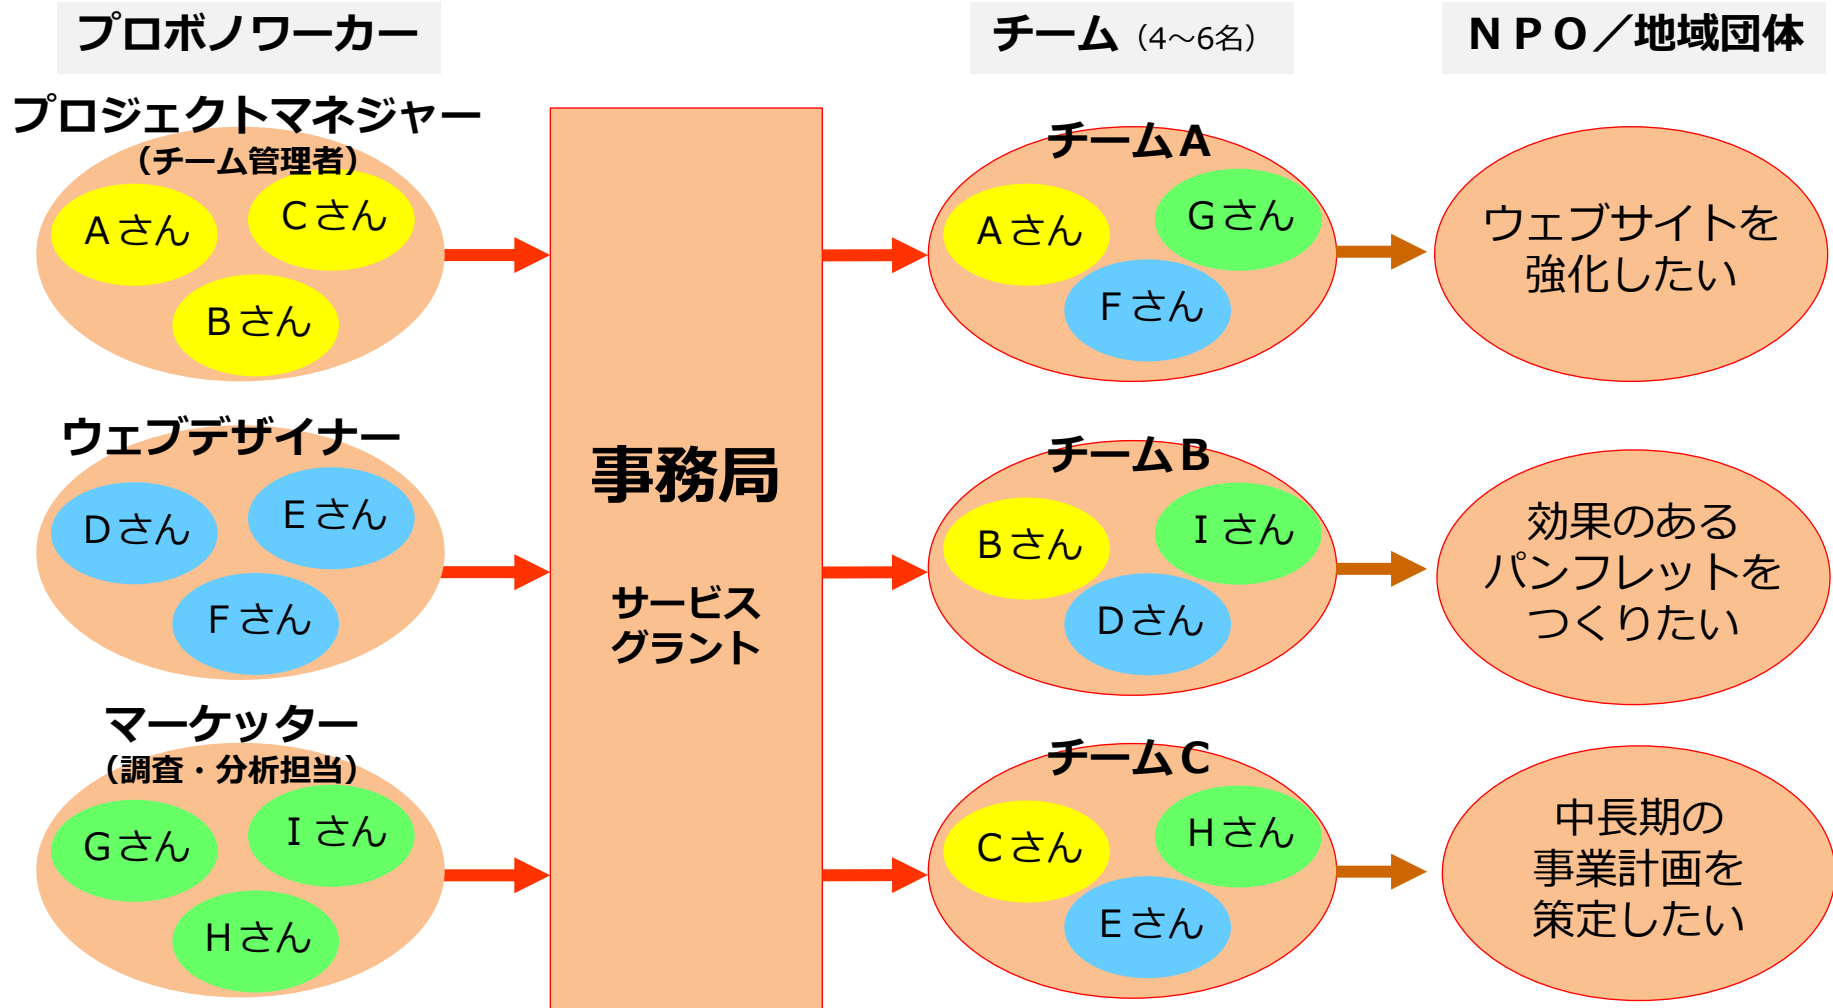 プロボノワーカー
チーム（4～6名）
ＮＰＯ／地域団体
プロジェクトマネジャー
（チーム管理者）
Ａさん
Ｃさん
Ｂさん
ウェブデザイナー
Ｄさん
Ｅさん
Ｆさん
マーケッター
（調査・分析担当）
Ｇさん
Ｉさん
Ｈさん
事務局
サービス
グラント
チームＡ
Ａさん
Ｇさん
Ｆさん
チームＢ
Ｂさん
Ｉさん
Ｄさん
チームＣ
Ｃさん
Ｈさん
Ｅさん
ウェブサイトを
強化したい
効果のある
パンフレットを
つくりたい
中長期の
事業計画を
策定したい